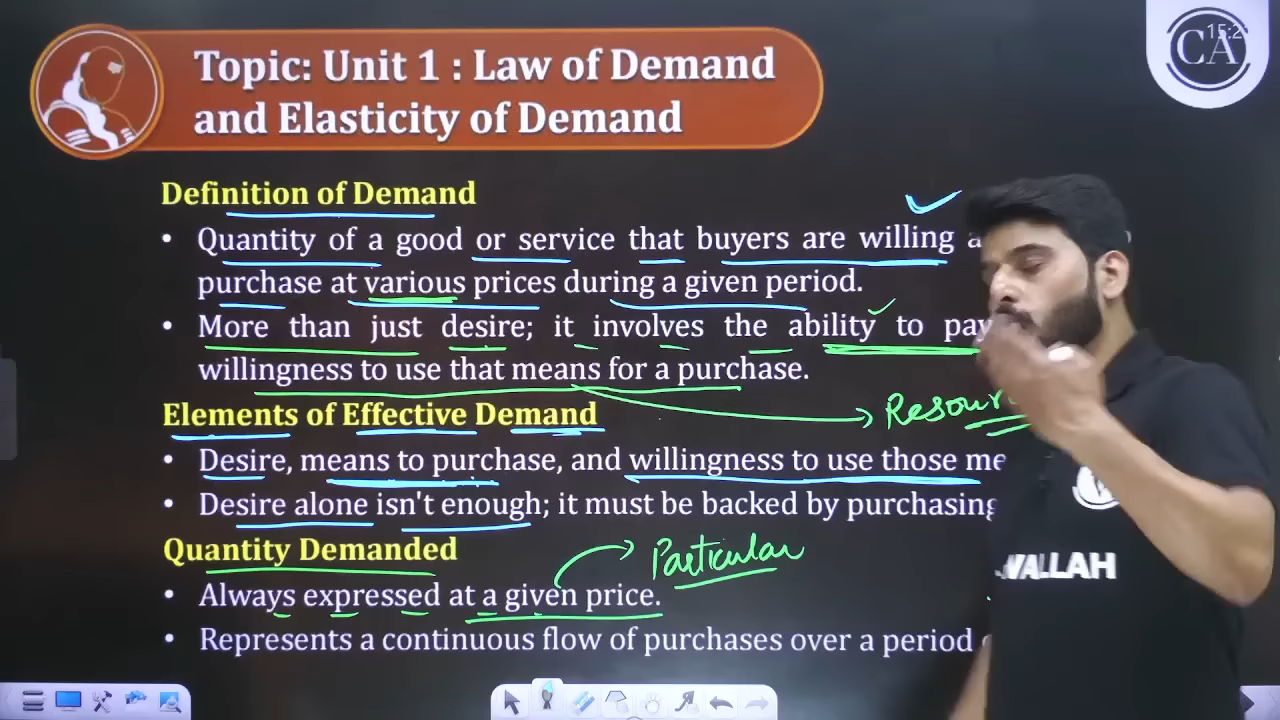 CA
15:2
Topic: Unit 1 : Law of Demand
and Elasticity of Demand
Definition of Demand
• Quantity of a good or service that buyers are willing
purchase at various prices during a given period.
• More than just desire; it involves the ability to pay
willingness to use that means for a purchase.
Resour
Elements of Effective Demand
• Desire, means to purchase, and willingness to use those me
• Desire alone isn't enough; it must be backed by purchasing
Quantity Demanded
Particular
• Always expressed at a given price.
• Represents a continuous flow of purchases over a period
WALLAH